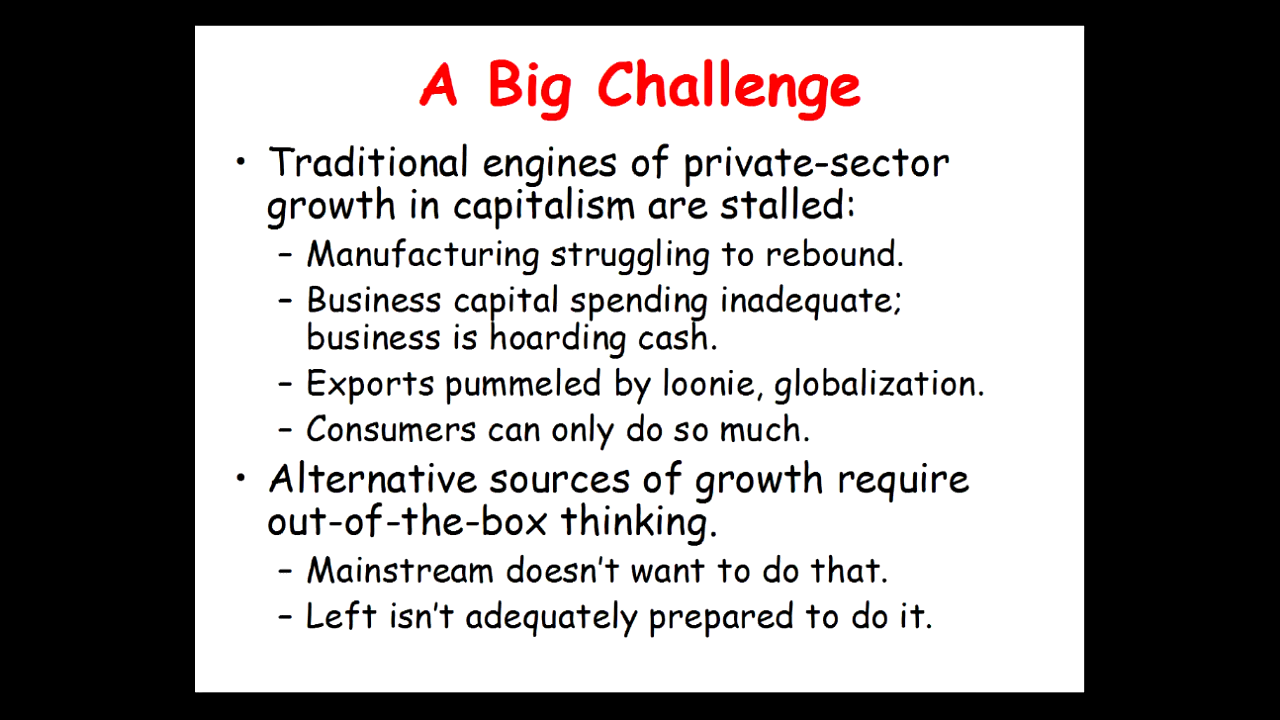 A Big Challenge
• Traditional engines of private-sector
growth in capitalism are stalled:
– Manufacturing struggling to rebound.
– Business capital spending inadequate;
business is hoarding cash.
– Exports pummeled by loonie, globalization.
– Consumers can only do so much.
• Alternative sources of growth require
out-of-the-box thinking.
– Mainstream doesn't want to do that.
– Left isn't adequately prepared to do it.